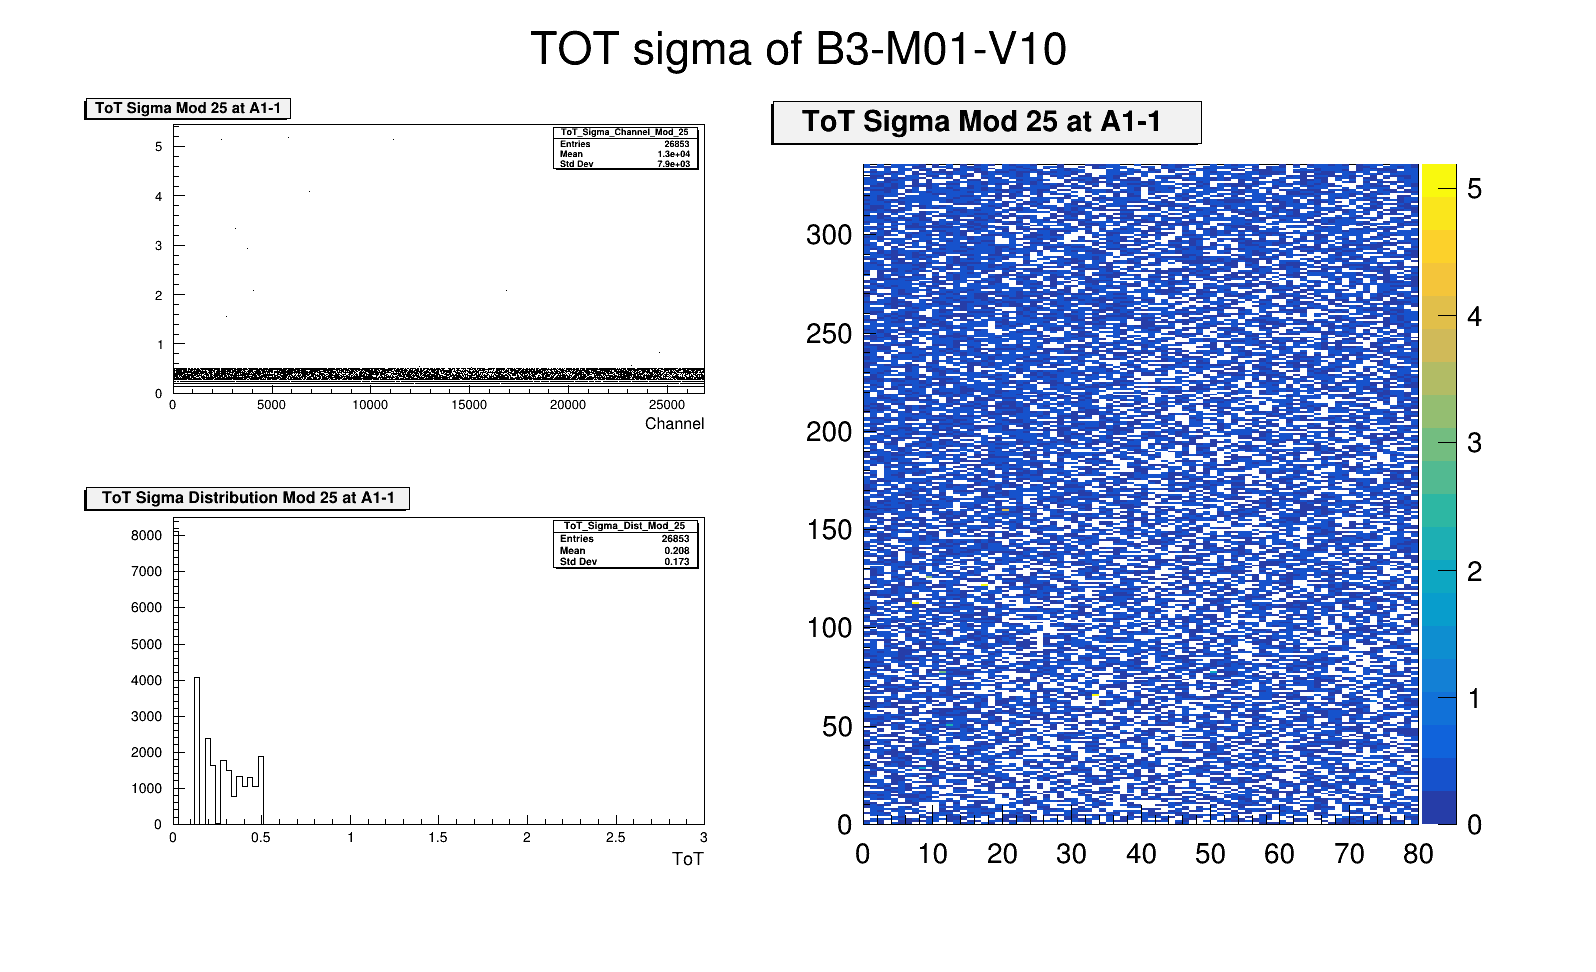 TOT sigma of B3-M01-V10
ToT Sigma Mod 25 at A1-1
ToT_Sigma_Channel_Mod_25
Entries 26853
Mean 1.3e+04
Std Dev 7.9e+03
5
4
3
2
1
0
0 5000 10000 15000 20000 25000
Channel
ToT Sigma Distribution Mod 25 at A1-1
ToT_Sigma_Dist_Mod_25
Entries 26853
Mean 0.208
Std Dev 0.173
8000
7000
6000
5000
4000
3000
2000
1000
0
0 0.5 1 1.5 2 2.5 3
ToT
ToT Sigma Mod 25 at A1-1
300
250
200
150
100
50
0
0 10 20 30 40 50 60 70 80
5
4
3
2
1
0